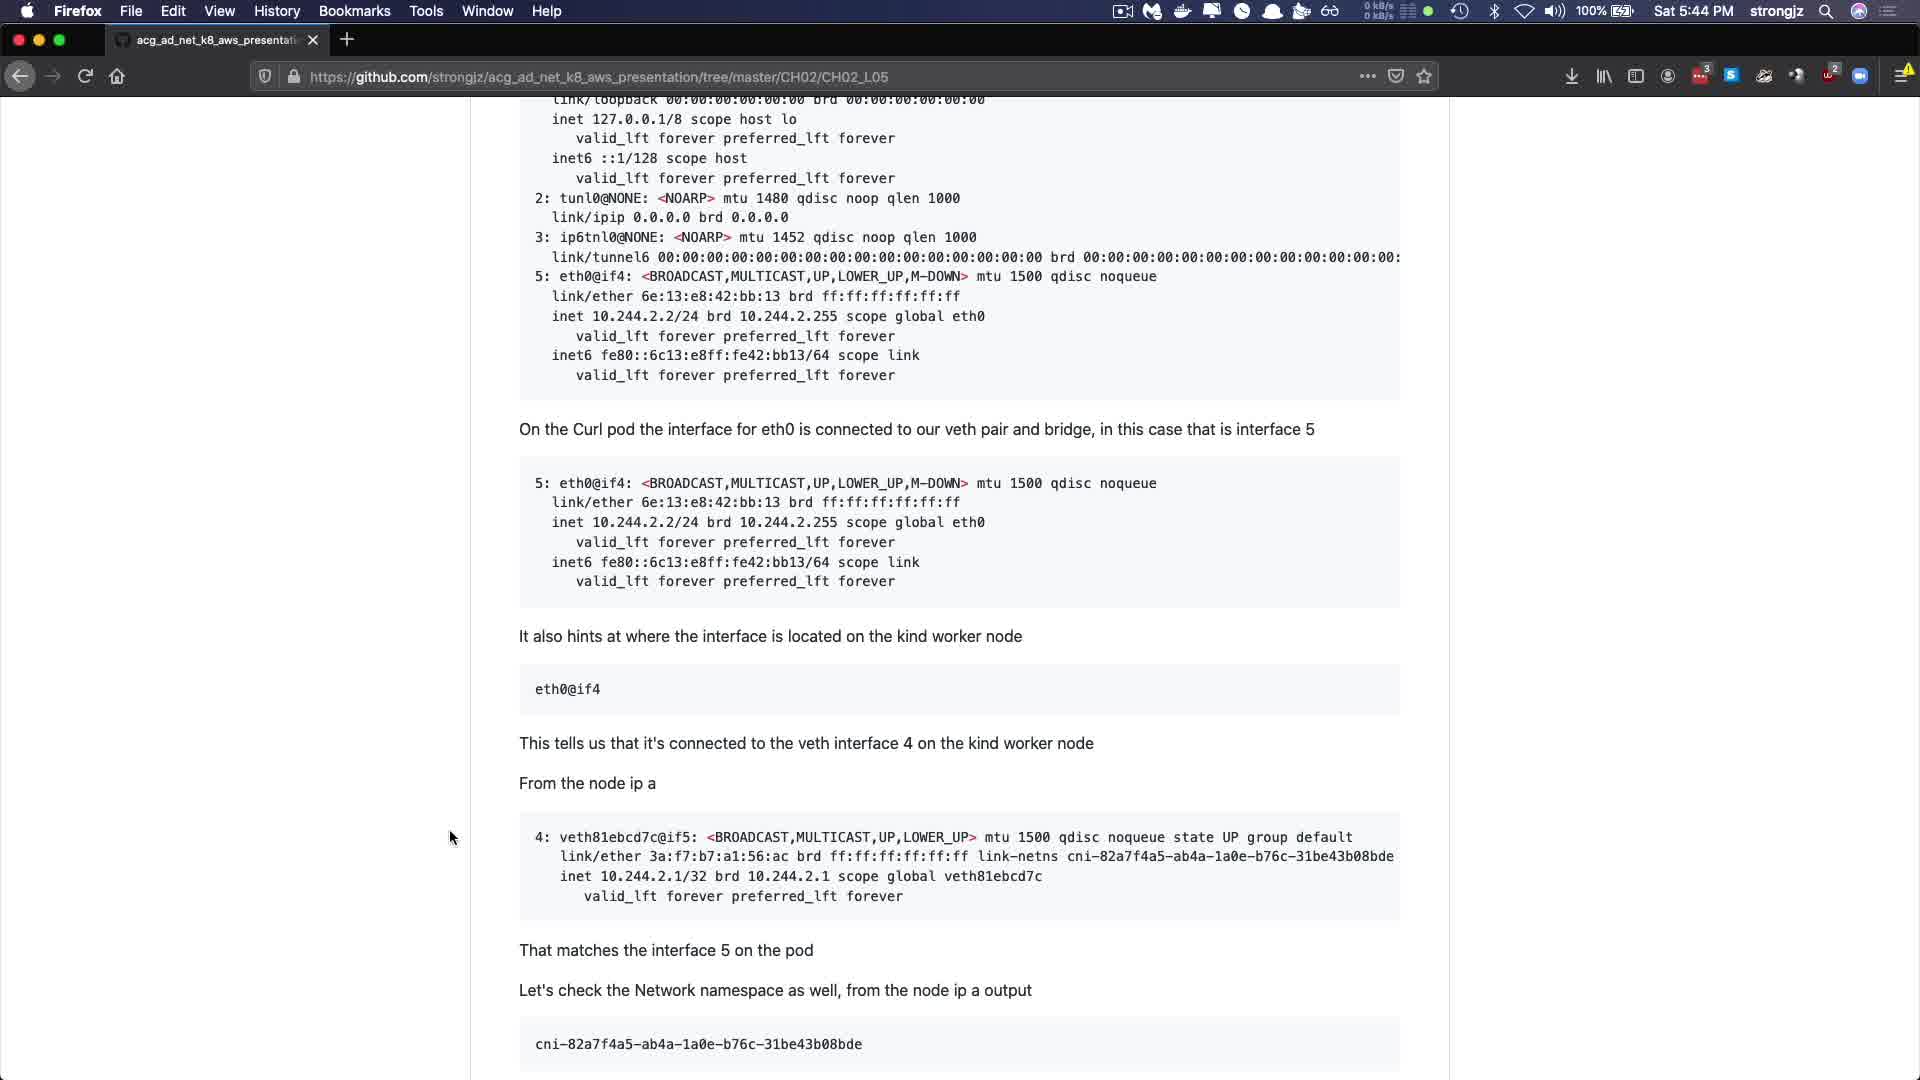 Firefox File Edit View History Bookmarks Tools Window Help 0 kB/s 0 kB/s 100% Sat 5:44 PM strongjz
acg_ad_net_k8_aws_presentati
https://github.com/strongjz/acg_ad_net_k8_aws_presentation/tree/master/CH02/CH02_L05 3 S 2
link/loopback 00:00:00:00:00:00 brd 00:00:00:00:00:00
inet 127.0.0.1/8 scope host lo
valid_lft forever preferred_lft forever
inet6 ::1/128 scope host
valid_lft forever preferred_lft forever
2: tunl0@NONE: <NOARP> mtu 1480 qdisc noop qlen 1000
link/ipip 0.0.0.0 brd 0.0.0.0
3: ip6tnl0@NONE: <NOARP> mtu 1452 qdisc noop qlen 1000
link/tunnel6 00:00:00:00:00:00:00:00:00:00:00:00:00:00:00:00 brd 00:00:00:00:00:00:00:00:00:00:00:00:00:
5: eth0@if4: <BROADCAST,MULTICAST,UP,LOWER_UP,M-DOWN> mtu 1500 qdisc noqueue
link/ether 6e:13:e8:42:bb:13 brd ff:ff:ff:ff:ff:ff
inet 10.244.2.2/24 brd 10.244.2.255 scope global eth0
valid_lft forever preferred_lft forever
inet6 fe80::6c13:e8ff:fe42:bb13/64 scope link
valid_lft forever preferred_lft forever
On the Curl pod the interface for eth0 is connected to our veth pair and bridge, in this case that is interface 5
5: eth0@if4: <BROADCAST,MULTICAST,UP,LOWER_UP,M-DOWN> mtu 1500 qdisc noqueue
link/ether 6e:13:e8:42:bb:13 brd ff:ff:ff:ff:ff:ff
inet 10.244.2.2/24 brd 10.244.2.255 scope global eth0
valid_lft forever preferred_lft forever
inet6 fe80::6c13:e8ff:fe42:bb13/64 scope link
valid_lft forever preferred_lft forever
It also hints at where the interface is located on the kind worker node
eth0@if4
This tells us that it's connected to the veth interface 4 on the kind worker node
From the node ip a
4: veth81ebcd7c@if5: <BROADCAST,MULTICAST,UP,LOWER_UP> mtu 1500 qdisc noqueue state UP group default
link/ether 3a:f7:b7:a1:56:ac brd ff:ff:ff:ff:ff:ff link-netns cni-82a7f4a5-ab4a-1a0e-b76c-31be43b08bde
inet 10.244.2.1/32 brd 10.244.2.1 scope global veth81ebcd7c
valid_lft forever preferred_lft forever
That matches the interface 5 on the pod
Let's check the Network namespace as well, from the node ip a output
cni-82a7f4a5-ab4a-1a0e-b76c-31be43b08bde